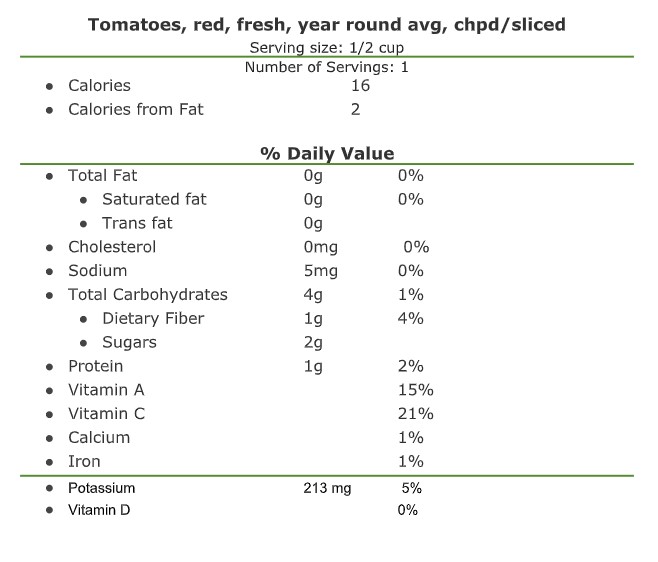 Tomatoes, red, fresh, year round avg, chpd/sliced
Serving size: 1/2 cup
Number of Servings: 1
• Calories 16
• Calories from Fat 2
% Daily Value
• Total Fat 0g 0%
• Saturated fat 0g 0%
• Trans fat 0g
• Cholesterol 0mg 0%
• Sodium 5mg 0%
• Total Carbohydrates 4g 1%
• Dietary Fiber 1g 4%
• Sugars 2g
• Protein 1g 2%
• Vitamin A 15%
• Vitamin C 21%
• Calcium 1%
• Iron 1%
• Potassium 213 mg 5%
• Vitamin D 0%